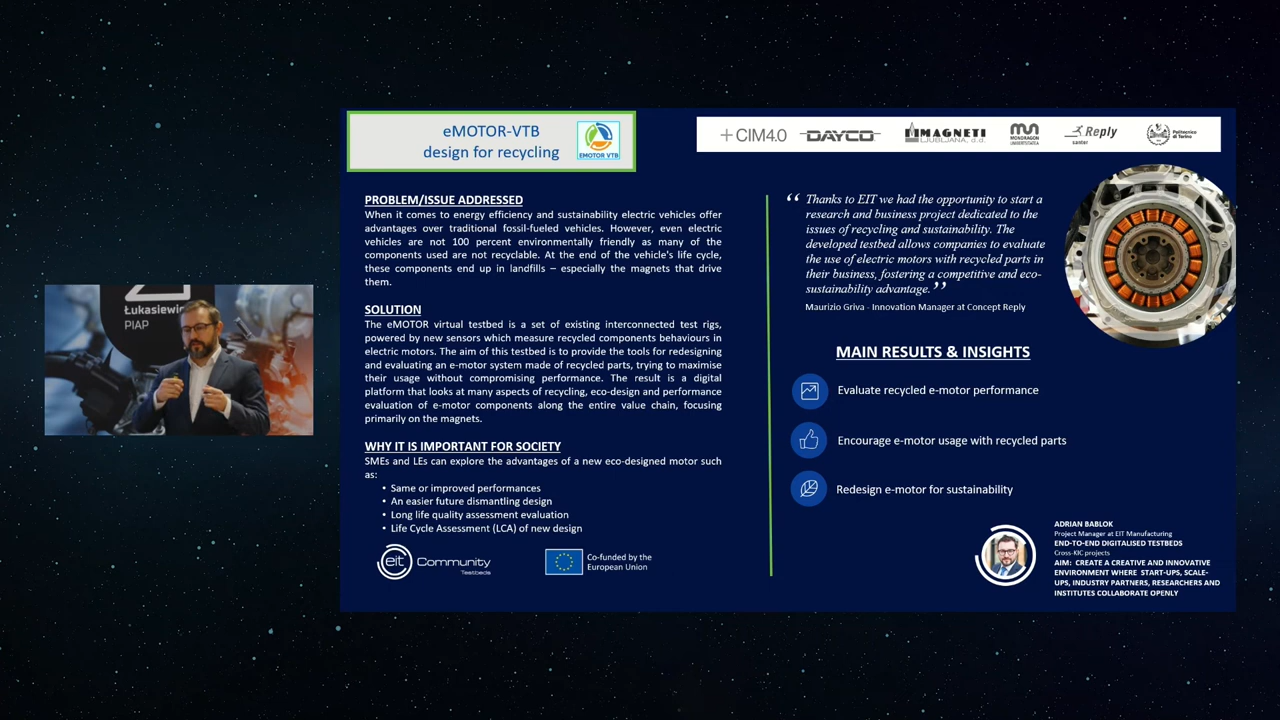 eMOTOR-VTB
design for recycling
EMOTOR VTB
+CIM4.0
DAYCO
MAGNETI
LJUBLJANA, d.d.
MONDRAGON
UNIBERTSITATEA
Reply
santer
Politecnico
di Torino
PROBLEM/ISSUE ADDRESSED
When it comes to energy efficiency and sustainability electric vehicles offer
advantages over traditional fossil-fueled vehicles. However, even electric
vehicles are not 100 percent environmentally friendly as many of the
components used are not recyclable. At the end of the vehicle's life cycle,
these components end up in landfills – especially the magnets that drive
them.
SOLUTION
The eMOTOR virtual testbed is a set of existing interconnected test rigs,
powered by new sensors which measure recycled components behaviours in
electric motors. The aim of this testbed is to provide the tools for redesigning
and evaluating an e-motor system made of recycled parts, trying to maximise
their usage without compromising performance. The result is a digital
platform that looks at many aspects of recycling, eco-design and performance
evaluation of e-motor components along the entire value chain, focusing
primarily on the magnets.
WHY IT IS IMPORTANT FOR SOCIETY
SMEs and LEs can explore the advantages of a new eco-designed motor such
as:
• Same or improved performances
• An easier future dismantling design
• Long life quality assessment evaluation
• Life Cycle Assessment (LCA) of new design
eit Community
Testbeds
Co-funded by the
European Union
“ Thanks to EIT we had the opportunity to start a
research and business project dedicated to the
issues of recycling and sustainability. The
developed testbed allows companies to evaluate
the use of electric motors with recycled parts in
their business, fostering a competitive and eco-
sustainability advantage.”
Maurizio Griva - Innovation Manager at Concept Reply
MAIN RESULTS & INSIGHTS
Evaluate recycled e-motor performance
Encourage e-motor usage with recycled parts
Redesign e-motor for sustainability
ADRIAN BABLOK
Project Manager at EIT Manufacturing
END-TO-END DIGITALISED TESTBEDS
Cross-KIC projects
AIM: CREATE A CREATIVE AND INNOVATIVE
ENVIRONMENT WHERE START-UPS, SCALE-
UPS, INDUSTRY PARTNERS, RESEARCHERS AND
INSTITUTES COLLABORATE OPENLY
Łukasiewicz
PIAP